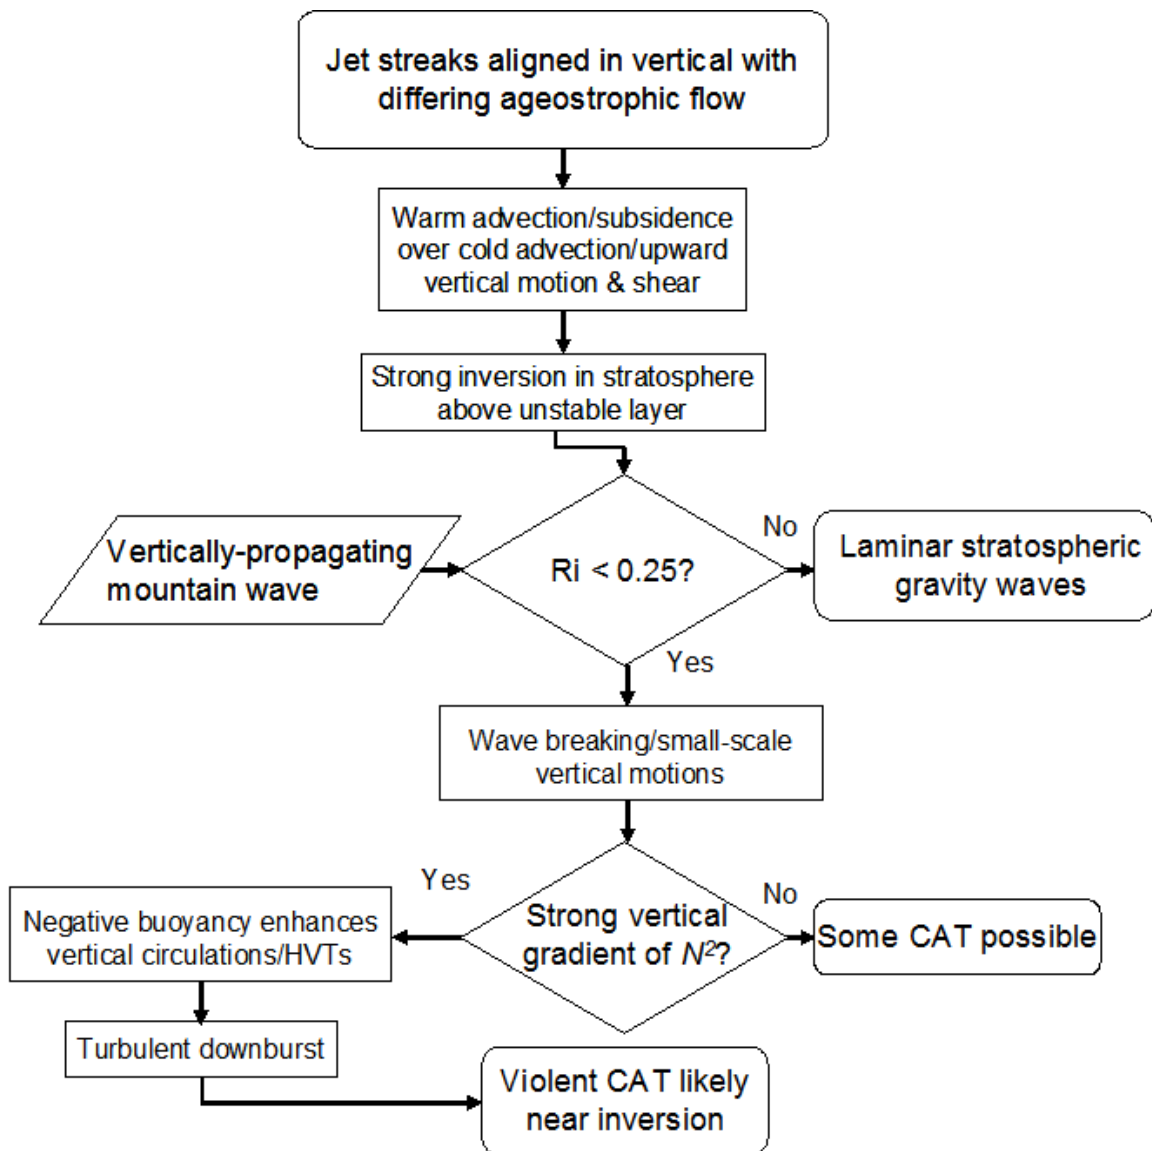 Jet streaks aligned in vertical with
differing ageostrophic flow
Warm advection/subsidence
over cold advection/upward
vertical motion & shear
Strong inversion in stratosphere
above unstable layer
Vertically-propagating
mountain wave
Ri < 0.25?
No
Laminar stratospheric
gravity waves
Yes
Wave breaking/small-scale
vertical motions
Strong vertical
gradient of N²?
No
Some CAT possible
Yes
Negative buoyancy enhances
vertical circulations/HVTs
Turbulent downburst
Violent CAT likely
near inversion